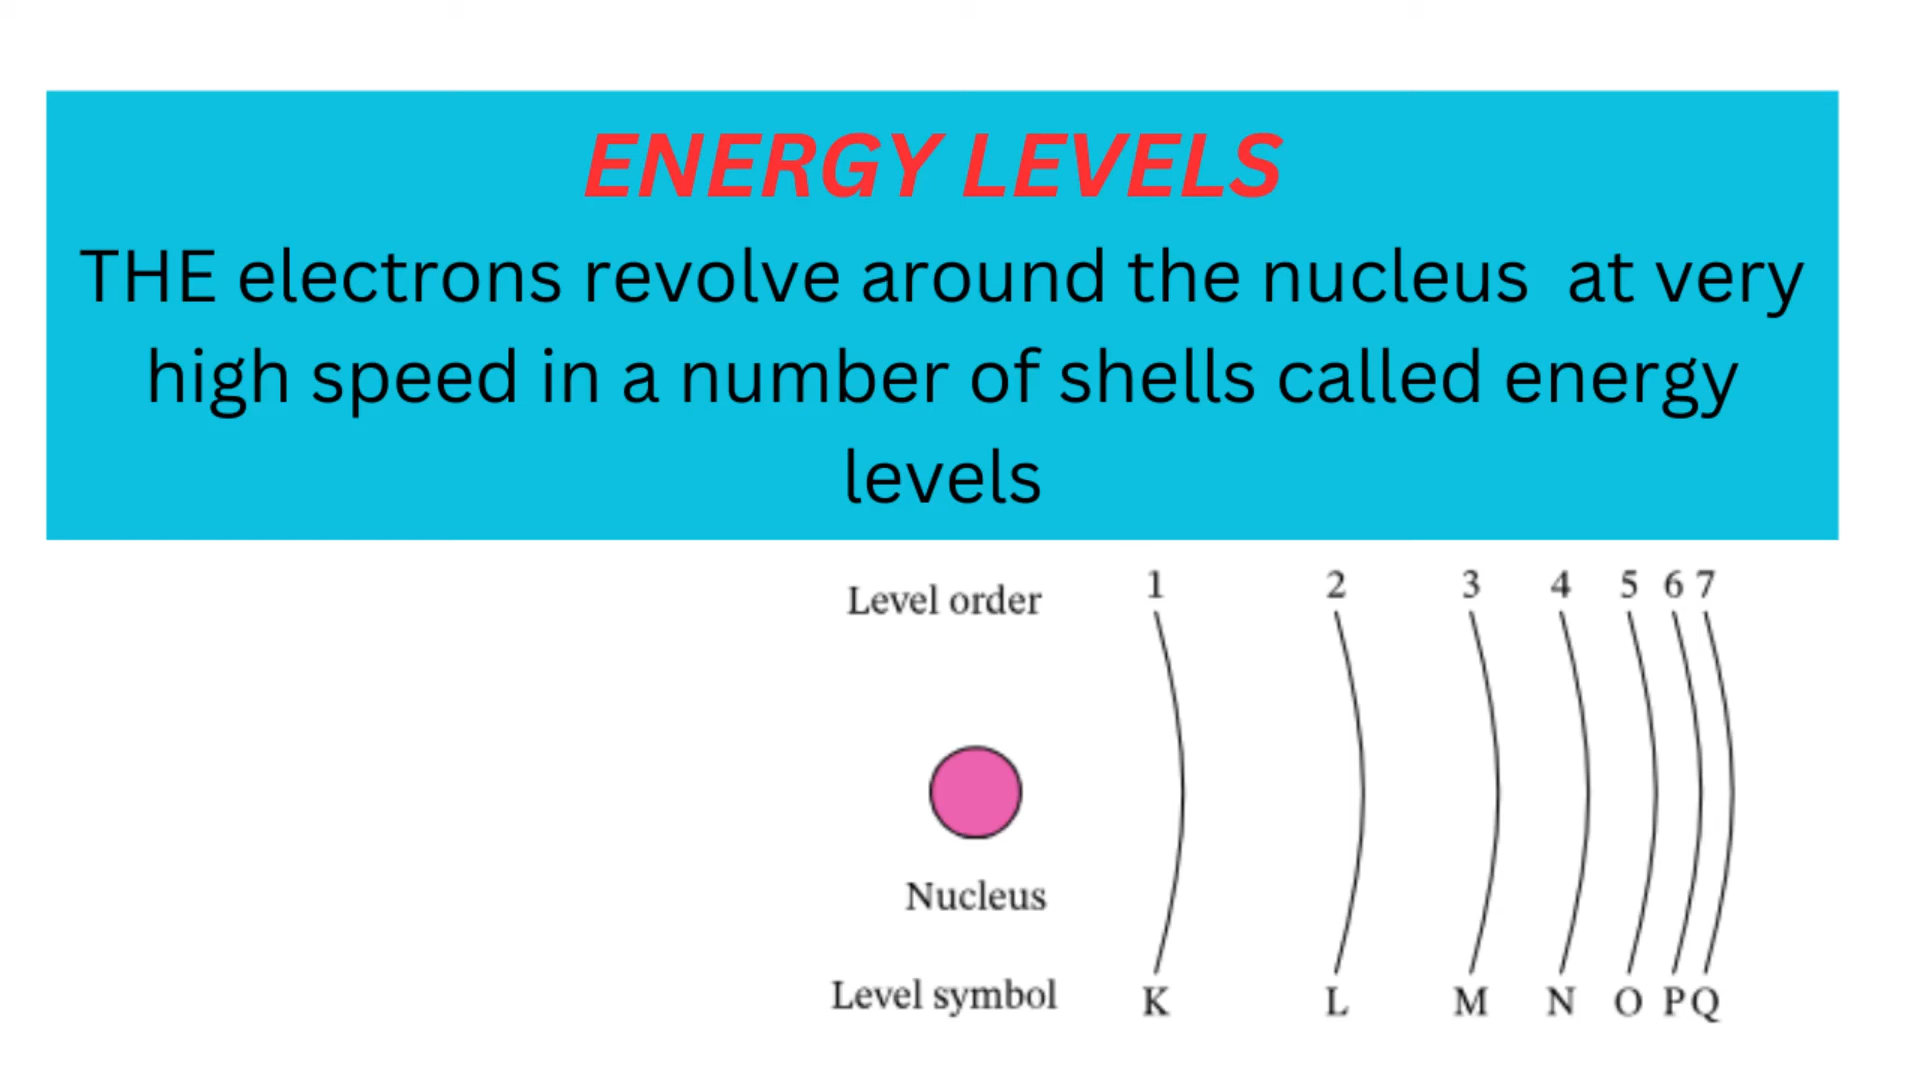 ENERGY LEVELS
THE electrons revolve around the nucleus at very
high speed in a number of shells called energy
levels
Level order 1 2 3 4 5 6 7
Nucleus
Level symbol K L M N O P Q